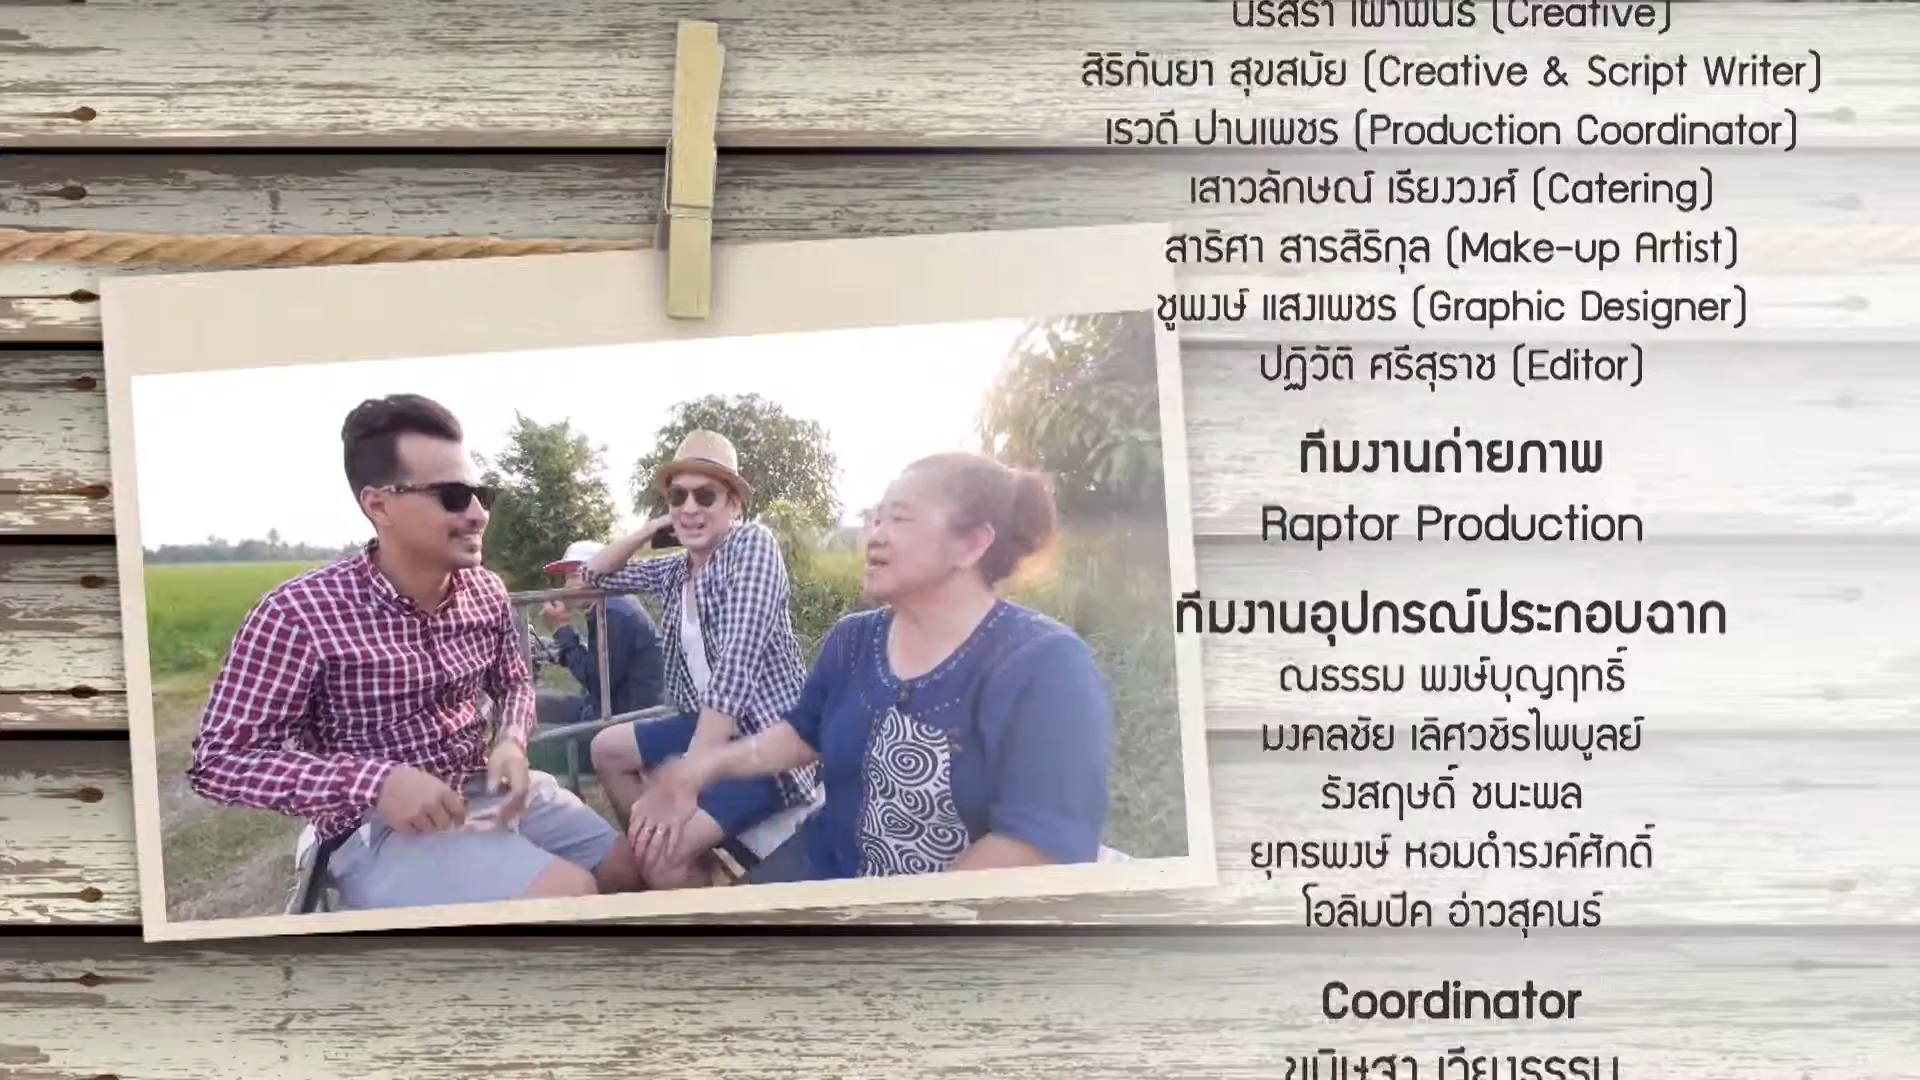 (Creative)
สิริกันยา สุขสมัย (Creative & Script Writer)
เรวดี ปานเพชร (Production Coordinator)
เสาวลักษณ์ เรียงวงศ์ (Catering)
สาริศา สารสิริกุล (Make-up Artist)
ชูพงษ์ แสงเพชร (Graphic Designer)
ปฏิวัติ ศรีสุราช (Editor)
ทีมงานถ่ายภาพ
Raptor Production
ทีมงานอุปกรณ์ประกอบฉาก
ณธรรม พงษ์บุญฤทธิ์
มงคลชัย เลิศวชิรไพบูลย์
รังสฤษดิ์ ชนะพล
ยุทธพงษ์ หอมดำรงค์ศักดิ์
โอลิมปิค อ่าวสุคนธ์
Coordinator